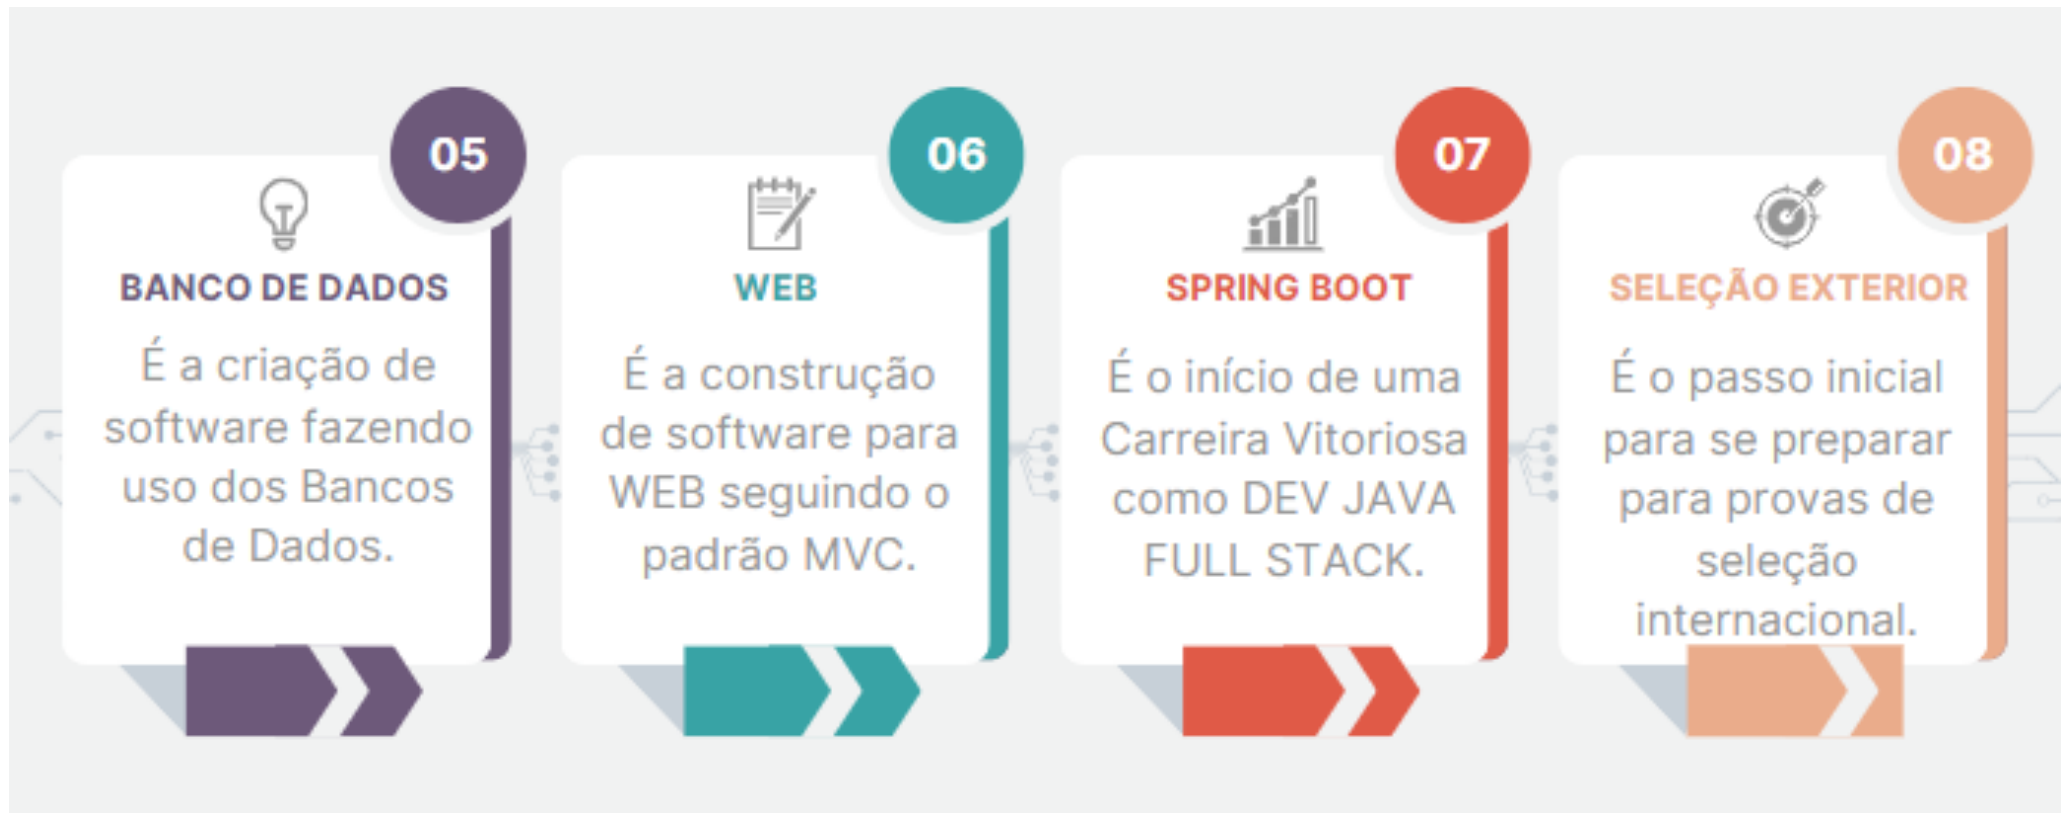 05
BANCO DE DADOS
É a criação de
software fazendo
uso dos Bancos
de Dados.
06
WEB
É a construção
de software para
WEB seguindo o
padrão MVC.
07
SPRING BOOT
É o início de uma
Carreira Vitoriosa
como DEV JAVA
FULL STACK.
08
SELEÇÃO EXTERIOR
É o passo inicial
para se preparar
para provas de
seleção
internacional.